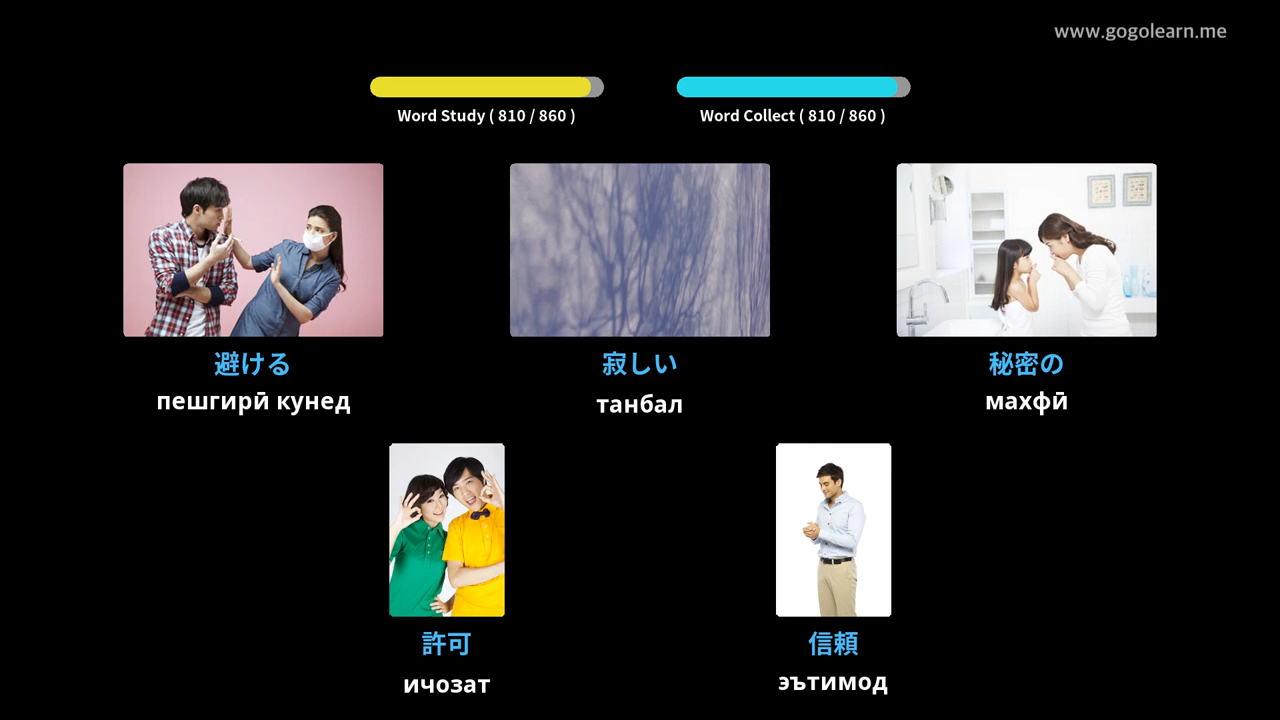 www.gogolearn.me
Word Study ( 810 / 860 )
Word Collect ( 810 / 860 )
避ける
寂しい
秘密の
пешгирӣ кунед
танбал
махфӣ
許可
信頼
ичозат
эътимод